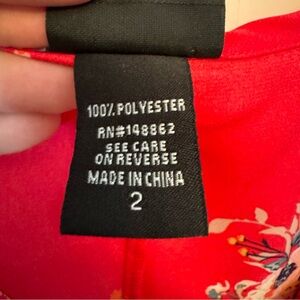 100% POLYESTER
RN#148862
SEE CARE
ON REVERSE
MADE IN CHINA
2